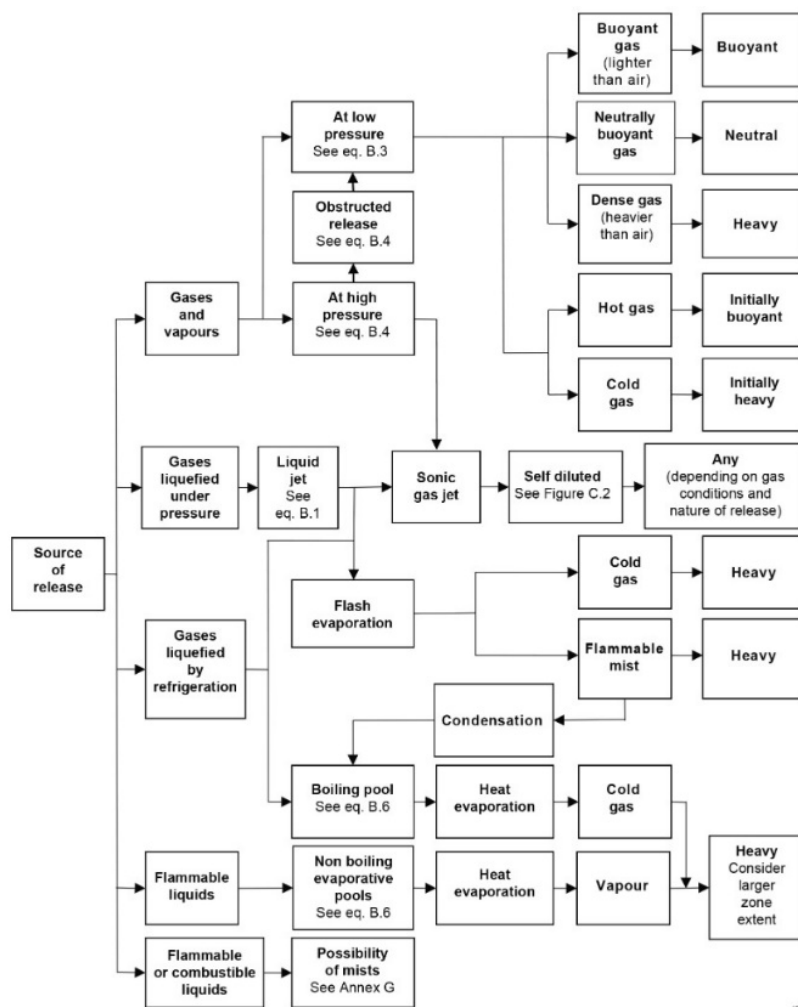 Buoyant
gas
(lighter
than air)
Buoyant
At low
pressure
See eq. B.3
Neutrally
buoyant
gas
Neutral
Obstructed
release
See eq. B.4
Dense gas
(heavier
than air)
Heavy
Gases
and
vapours
At high
pressure
See eq. B.4
Hot gas
Initially
buoyant
Cold
gas
Initially
heavy
Gases
liquefied
under
pressure
Liquid
jet
See
eq. B.1
Sonic
gas jet
Self diluted
See Figure C.2
Any
(depending on gas
conditions and
nature of release)
Source
of
release
Flash
evaporation
Cold
gas
Heavy
Gases
liquefied
by
refrigeration
Flammable
mist
Heavy
Condensation
Boiling pool
See eq. B.6
Heat
evaporation
Cold
gas
Flammable
liquids
Non boiling
evaporative
pools
See eq. B.6
Heat
evaporation
Vapour
Heavy
Consider
larger
zone
extent
Flammable
or combustible
liquids
Possibility
of mists
See Annex G